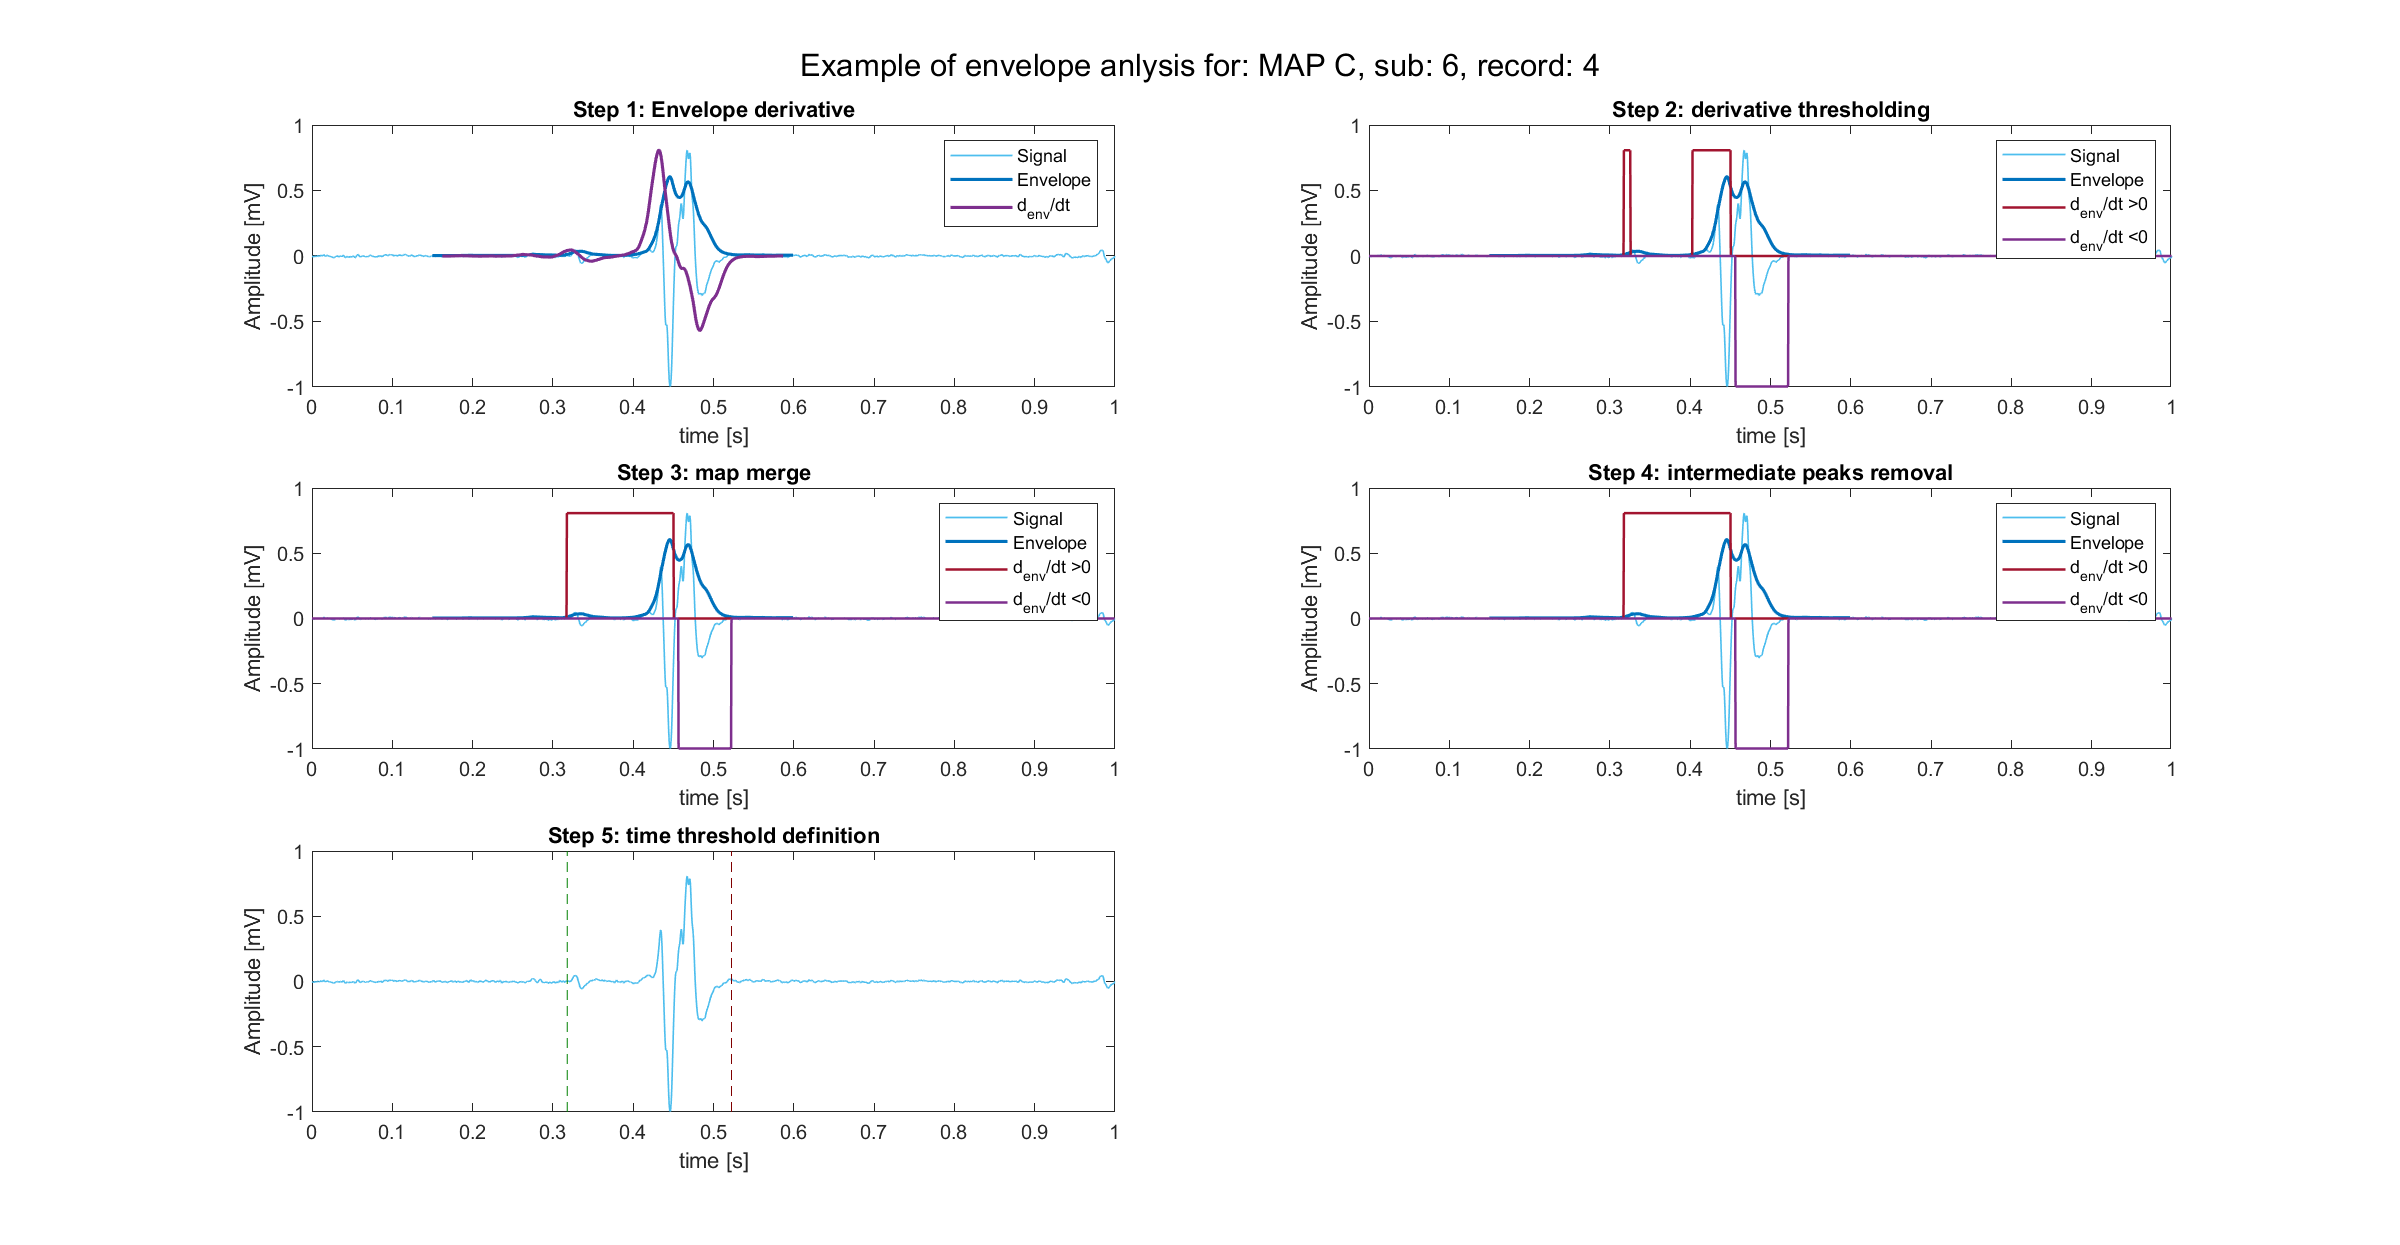 Example of envelope anlysis for: MAP C, sub: 6, record: 4
Step 1: Envelope derivative
1
0.5
0
-0.5
-1
Amplitude [mV]
0 0.1 0.2 0.3 0.4 0.5 0.6 0.7 0.8 0.9 1
time [s]
Signal
Envelope
d_env/dt
Step 2: derivative thresholding
1
0.5
0
-0.5
-1
Amplitude [mV]
0 0.1 0.2 0.3 0.4 0.5 0.6 0.7 0.8 0.9 1
time [s]
Signal
Envelope
d_env/dt >0
d_env/dt <0
Step 3: map merge
1
0.5
0
-0.5
-1
Amplitude [mV]
0 0.1 0.2 0.3 0.4 0.5 0.6 0.7 0.8 0.9 1
time [s]
Signal
Envelope
d_env/dt >0
d_env/dt <0
Step 4: intermediate peaks removal
1
0.5
0
-0.5
-1
Amplitude [mV]
0 0.1 0.2 0.3 0.4 0.5 0.6 0.7 0.8 0.9 1
time [s]
Signal
Envelope
d_env/dt >0
d_env/dt <0
Step 5: time threshold definition
1
0.5
0
-0.5
-1
Amplitude [mV]
0 0.1 0.2 0.3 0.4 0.5 0.6 0.7 0.8 0.9 1
time [s]